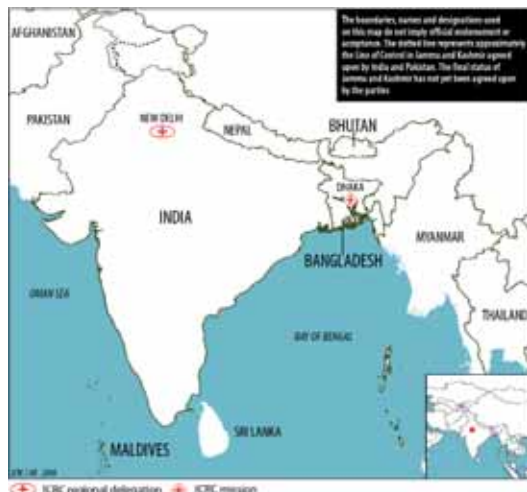 The boundaries, names and designations used
on this map do not imply official endorsement or
acceptance. The dotted line represents approximately
the Line of Control in Jammu and Kashmir agreed
upon by India and Pakistan. The final status of
Jammu and Kashmir has not yet been agreed upon
by the parties
AFGHANISTAN
PAKISTAN
NEW DELHI
NEPAL
BHUTAN
DHAKA
INDIA
MYANMAR
BANGLADESH
OMAN SEA
THAILAND
BAY OF BENGAL
SRI LANKA
MALDIVES
ICRC regional delegation ICRC mission